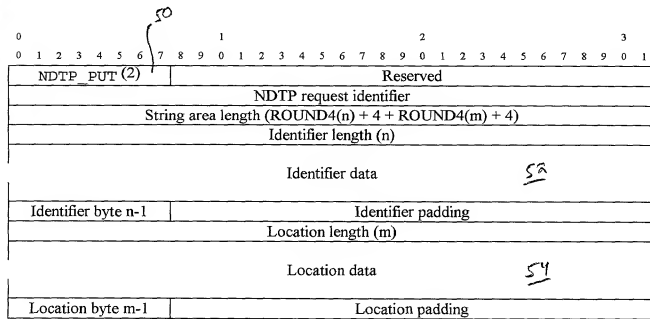 50
0 1 2 3
0 1 2 3 4 5 6 7 8 9 0 1 2 3 4 5 6 7 8 9 0 1 2 3 4 5 6 7 8 9 0 1
NDTP_PUT (2) Reserved
NDTP request identifier
String area length (ROUND4(n) + 4 + ROUND4(m) + 4)
Identifier length (n)
Identifier data 52
Identifier byte n-1 Identifier padding
Location length (m)
Location data 54
Location byte m-1 Location padding